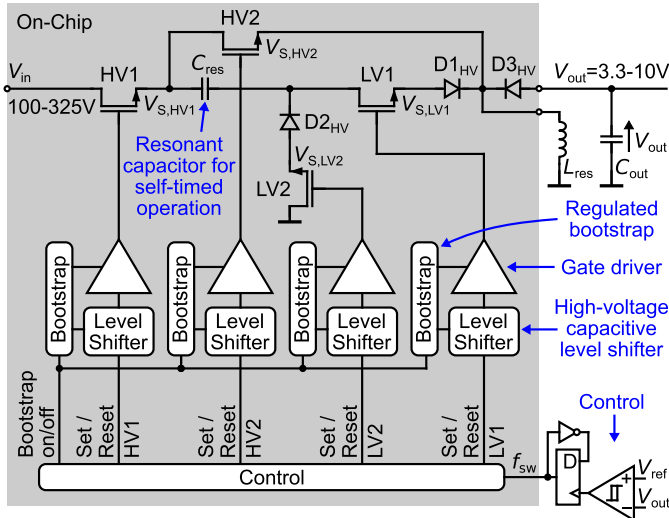 On-Chip
HV2
V_S,HV2
V_in
HV1
C_res
LV1
D1_HV
D3_HV
V_out=3.3-10V
100-325V
V_S,HV1
V_S,LV1
D2_HV
V_out
Resonant
capacitor for
self-timed
operation
V_S,LV2
LV2
L_res
C_out
Regulated
bootstrap
Gate driver
High-voltage
capacitive
level shifter
Bootstrap
Level
Shifter
Bootstrap
Level
Shifter
Bootstrap
Level
Shifter
Bootstrap
Level
Shifter
Bootstrap
on/off
Set /
Reset
HV1
Set /
Reset
HV2
Set /
Reset
LV2
Set /
Reset
LV1
Control
Control
f_sw
D
+
−
V_ref
V_out